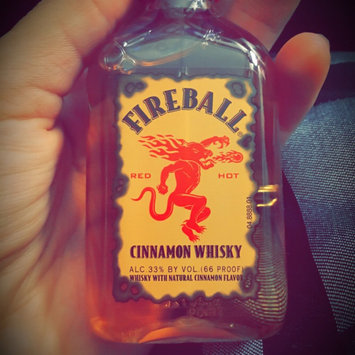 FIREBALL
RED HOT
CINNAMON WHISKY
ALC 33% BY VOL (66 PROOF)
WHISKY WITH NATURAL CINNAMON FLAVOR